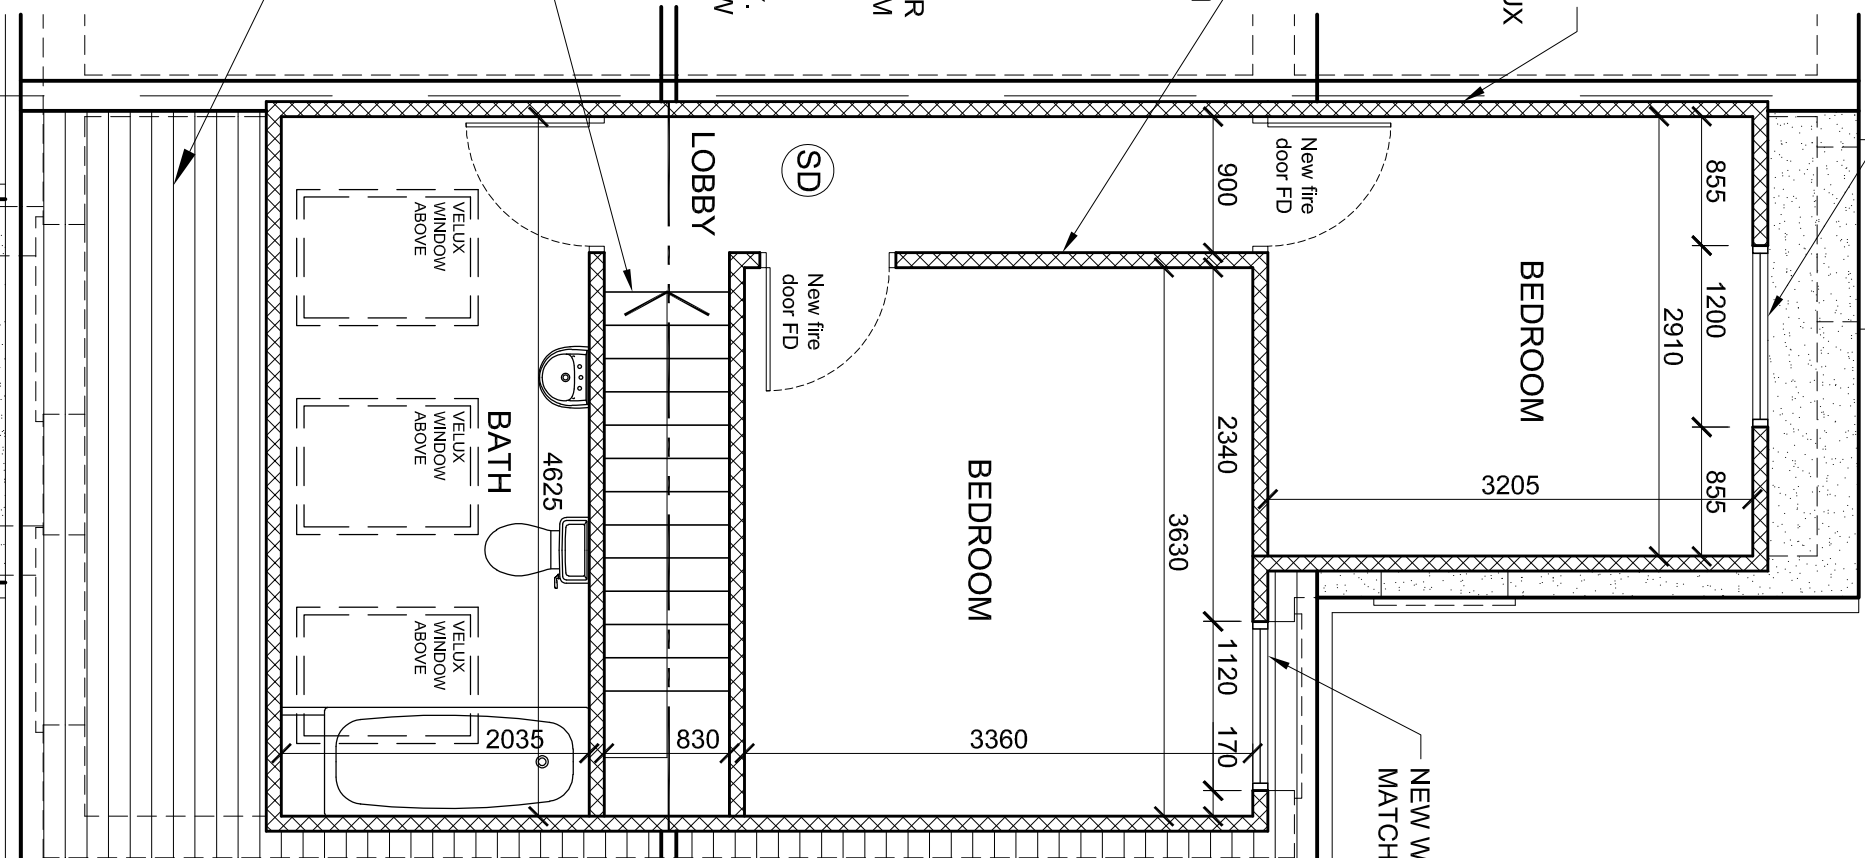 UX
R
M
.
W
LOBBY
SD
New fire
door FD
New fire
door FD
900
855
1200
2910
855
BEDROOM
3205
VELUX
WINDOW
ABOVE
VELUX
WINDOW
ABOVE
VELUX
WINDOW
ABOVE
BATH
4625
BEDROOM
2340
3630
1120
170
2035
830
3360
NEW W
MATCH